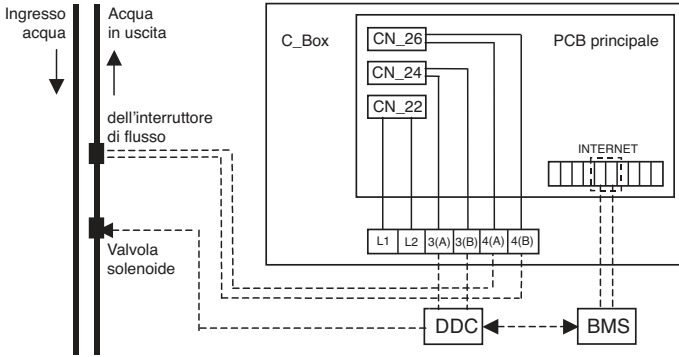 Ingresso
acqua
Acqua
in uscita
dell'interruttore
di flusso
Valvola
solenoide
C_Box
PCB principale
CN_26
CN_24
CN_22
INTERNET
L1 L2 3(A) 3(B) 4(A) 4(B)
DDC
BMS